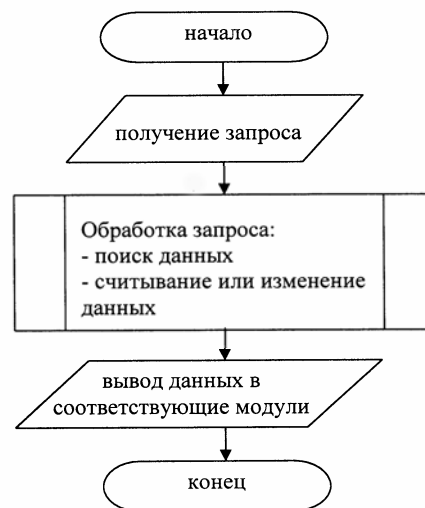 начало
получение запроса
Обработка запроса:
- поиск данных
- считывание или изменение
данных
вывод данных в
соответствующие модули
конец